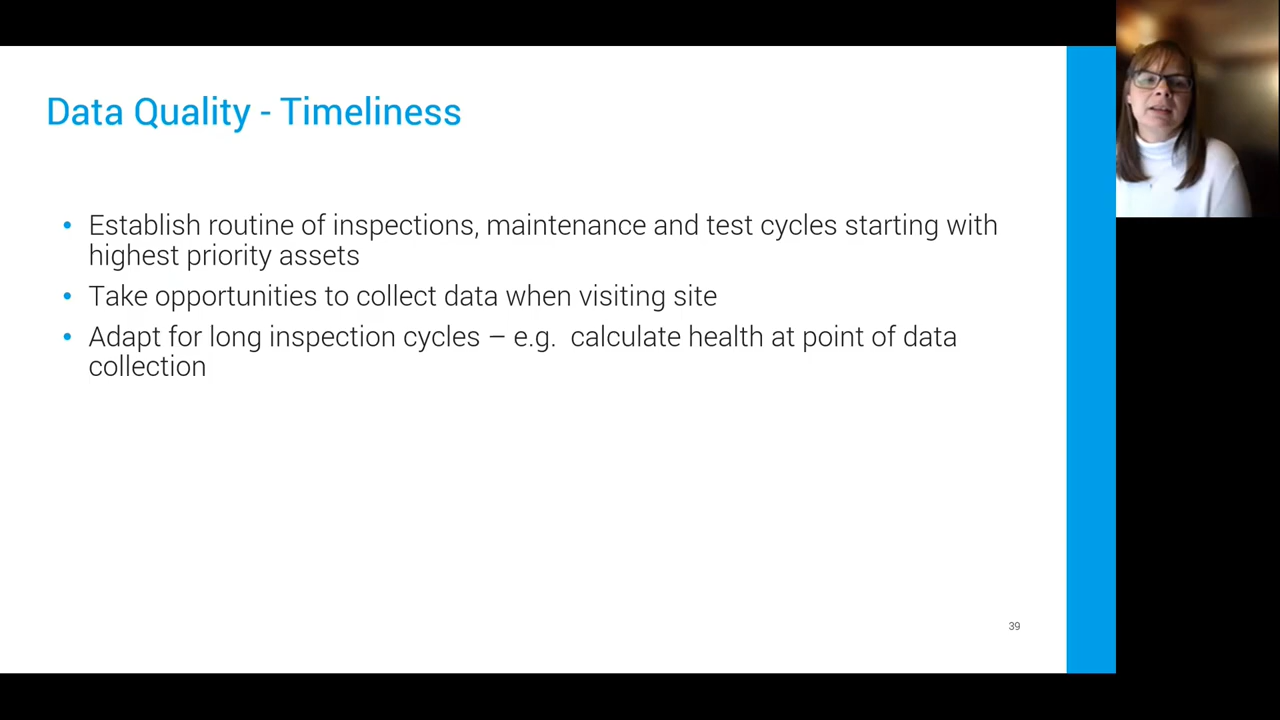 Data Quality - Timeliness
• Establish routine of inspections, maintenance and test cycles starting with
highest priority assets
• Take opportunities to collect data when visiting site
• Adapt for long inspection cycles – e.g.  calculate health at point of data
collection
39